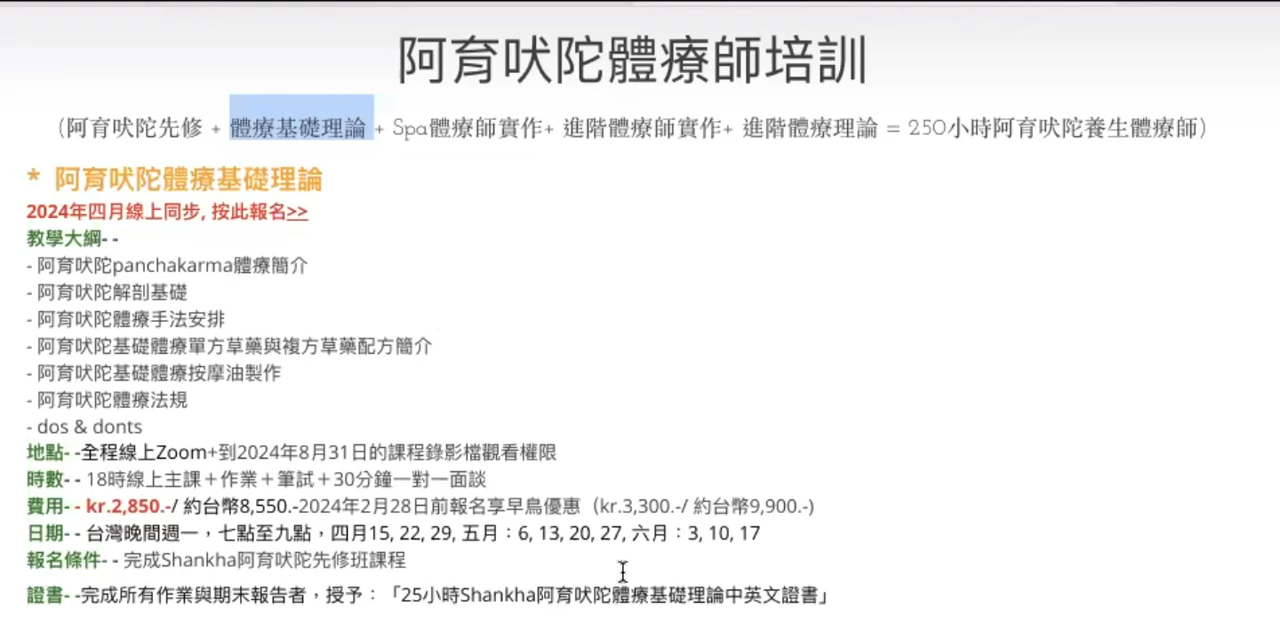 阿育吠陀體療師培訓
(阿育吠陀先修 + 體療基礎理論 + Spa體療師實作+ 進階體療師實作+ 進階體療理論 = 250小時阿育吠陀養生體療師)
* 阿育吠陀體療基礎理論
2024年四月線上同步, 按此報名>>
教學大綱- -
- 阿育吠陀panchakarma體療簡介
- 阿育吠陀解剖基礎
- 阿育吠陀體療手法安排
- 阿育吠陀基礎體療單方草藥與複方草藥配方簡介
- 阿育吠陀基礎體療按摩油製作
- 阿育吠陀體療法規
- dos & donts
地點- -全程線上Zoom+到2024年8月31日的課程錄影檔觀看權限
時數- - 18時線上主課＋作業＋筆試＋30分鐘一對一面談
費用- - kr.2,850.-/ 約台幣8,550.-2024年2月28日前報名享早鳥優惠（kr.3,300.-/ 約台幣9,900.-)
日期- - 台灣晚間週一，七點至九點，四月15, 22, 29, 五月：6, 13, 20, 27, 六月：3, 10, 17
報名條件- - 完成Shankha阿育吠陀先修班課程
證書- -完成所有作業與期末報告者，授予：「25小時Shankha阿育吠陀體療基礎理論中英文證書」